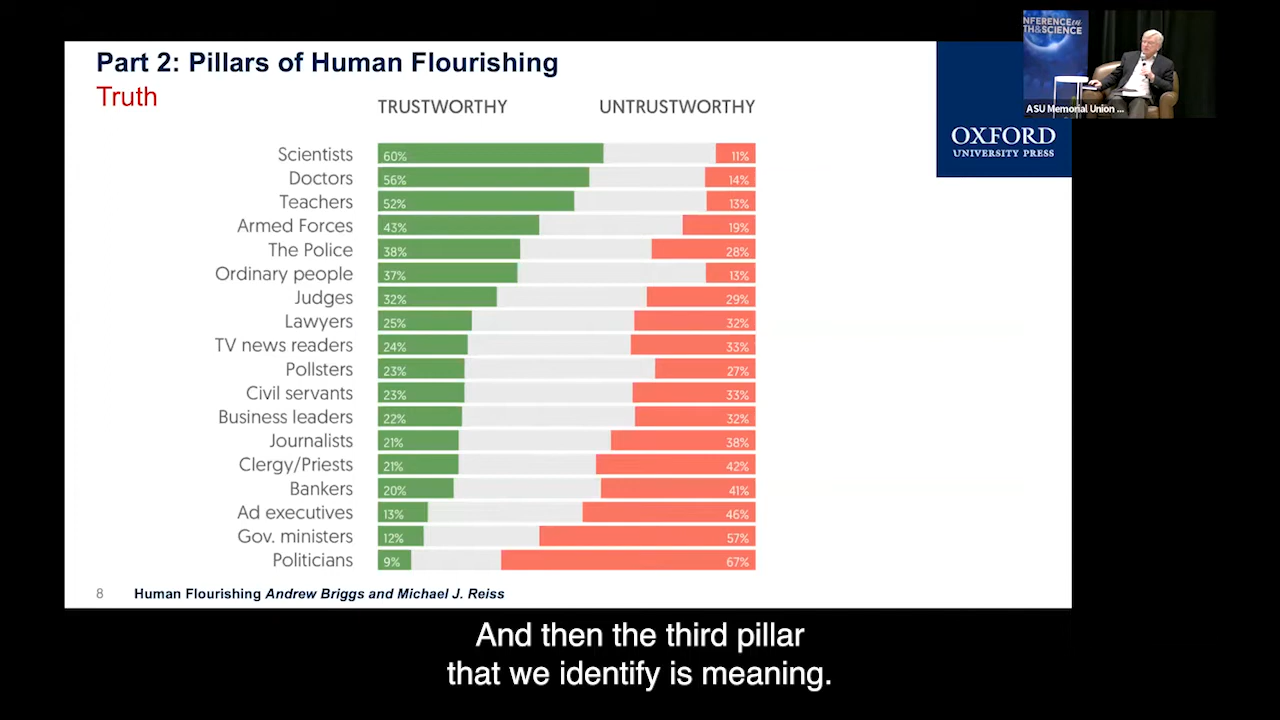 Part 2: Pillars of Human Flourishing
Truth
TRUSTWORTHY UNTRUSTWORTHY
Scientists 60% 11%
Doctors 56% 14%
Teachers 52% 13%
Armed Forces 43% 19%
The Police 38% 28%
Ordinary people 37% 13%
Judges 32% 29%
Lawyers 25% 32%
TV news readers 24% 33%
Pollsters 23% 27%
Civil servants 23% 33%
Business leaders 22% 32%
Journalists 21% 38%
Clergy/Priests 21% 42%
Bankers 20% 41%
Ad executives 13% 46%
Gov. ministers 12% 57%
Politicians 9% 67%
8 Human Flourishing Andrew Briggs and Michael J. Reiss
OXFORD
UNIVERSITY PRESS
NFERENCE in
TH&SCIENCE
ASU Memorial Union ...
And then the third pillar
that we identify is meaning.